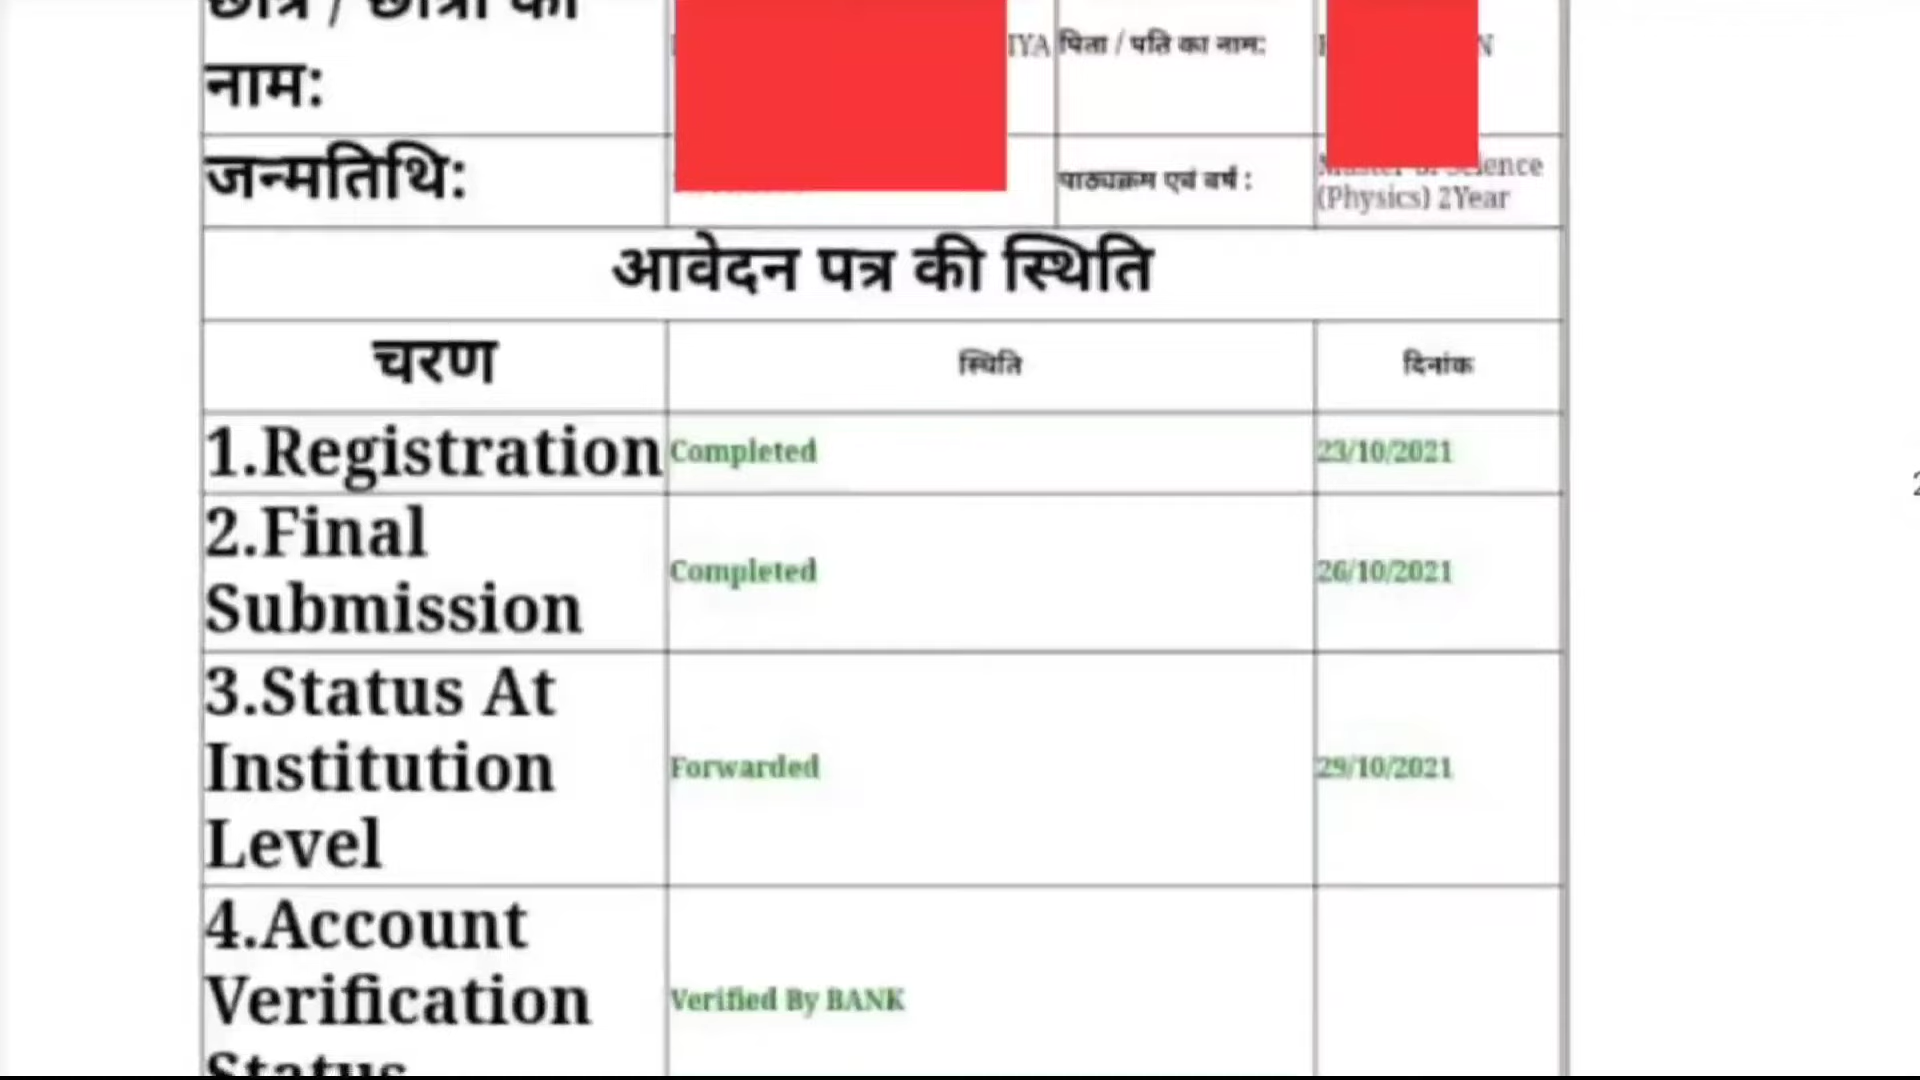 छात्र / छात्रा का
नाम:
IYA
पिता / पति का नाम:
N
जन्मतिथि:
पाठ्यक्रम एवं वर्ष :
(Physics) 2Year
आवेदन पत्र की स्थिति
चरण
स्थिति
दिनांक
1.Registration
Completed
23/10/2021
2.Final
Submission
Completed
26/10/2021
3.Status At
Institution
Level
Forwarded
29/10/2021
4.Account
Verification
Status
Verified By BANK